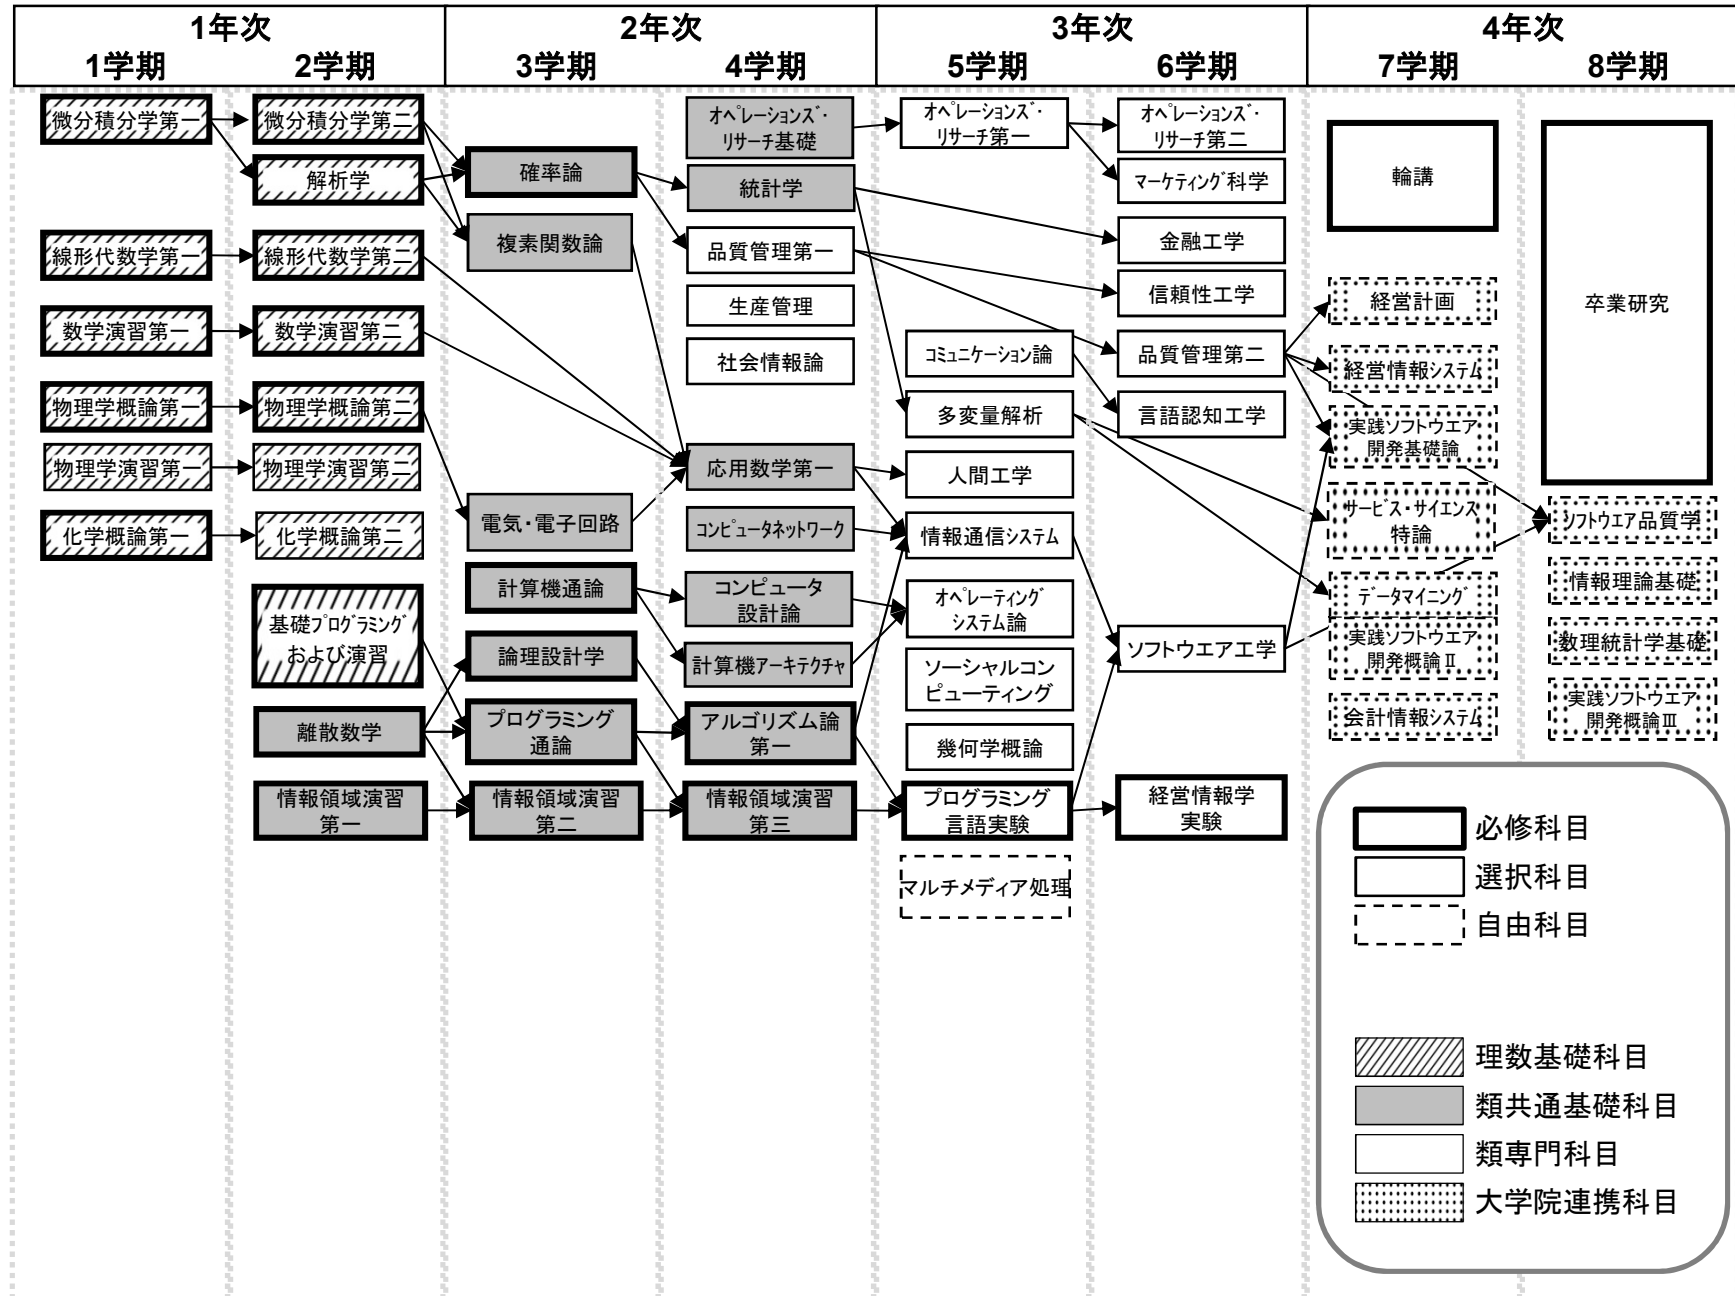 1年次
2年次
3年次
4年次
1学期
2学期
3学期
4学期
5学期
6学期
7学期
8学期
微分積分学第一
線形代数学第一
数学演習第一
物理学概論第一
物理学演習第一
化学概論第一
微分積分学第二
解析学
線形代数学第二
数学演習第二
物理学概論第二
物理学演習第二
化学概論第二
基礎プログラミング
および演習
離散数学
情報領域演習
第一
確率論
複素関数論
電気・電子回路
計算機通論
論理設計学
プログラミング
通論
情報領域演習
第二
オペレーションズ・
リサーチ基礎
統計学
品質管理第一
生産管理
社会情報論
応用数学第一
コンピュータネットワーク
コンピュータ
設計論
計算機アーキテクチャ
アルゴリズム論
第一
情報領域演習
第三
オペレーションズ・
リサーチ第一
コミュニケーション論
多変量解析
人間工学
情報通信システム
オペレーティング
システム論
ソーシャルコン
ピューティング
幾何学概論
プログラミング
言語実験
マルチメディア処理
オペレーションズ・
リサーチ第二
マーケティング科学
金融工学
信頼性工学
品質管理第二
言語認知工学
ソフトウエア工学
経営情報学
実験
輪講
経営計画
経営情報システム
実践ソフトウエア
開発基礎論
サービス・サイエンス
特論
データマイニング
実践ソフトウエア
開発概論Ⅱ
会計情報システム
卒業研究
ソフトウエア品質学
情報理論基礎
数理統計学基礎
実践ソフトウエア
開発概論Ⅲ
必修科目
選択科目
自由科目
理数基礎科目
類共通基礎科目
類専門科目
大学院連携科目